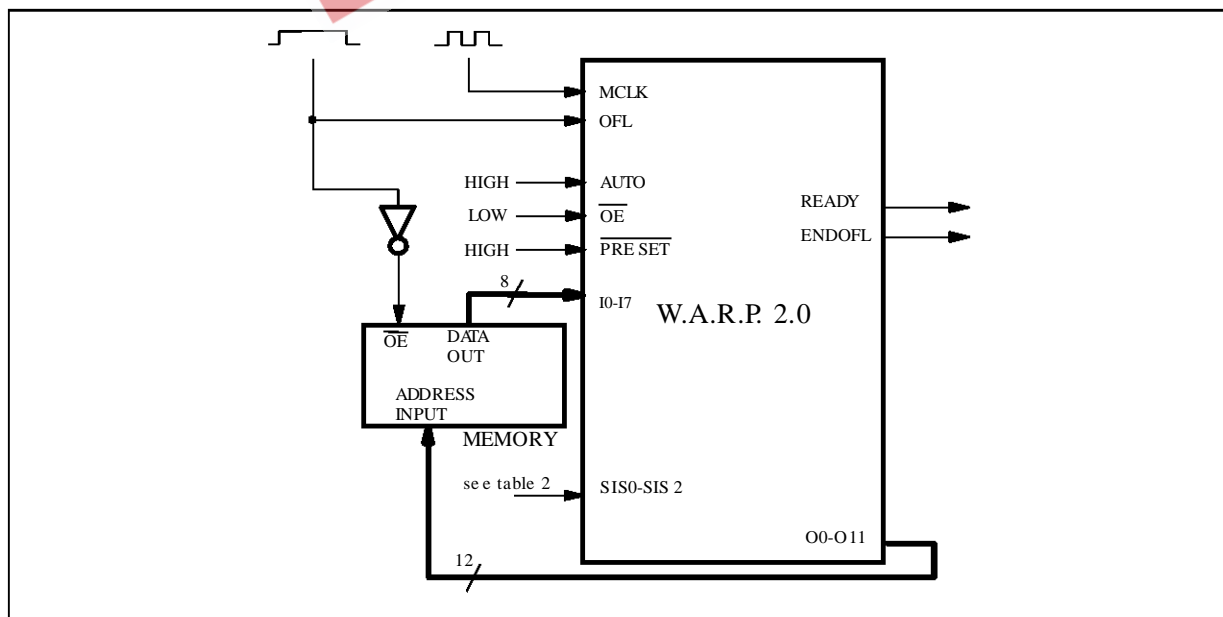 MCLK
OFL
HIGH
AUTO
LOW
OE
HIGH
PRE SET
READY
ENDOFL
8
I0-I7
W.A.R.P. 2.0
OE
DATA
OUT
ADDRESS
INPUT
MEMORY
see table 2
SIS0-SIS 2
O0-O11
12